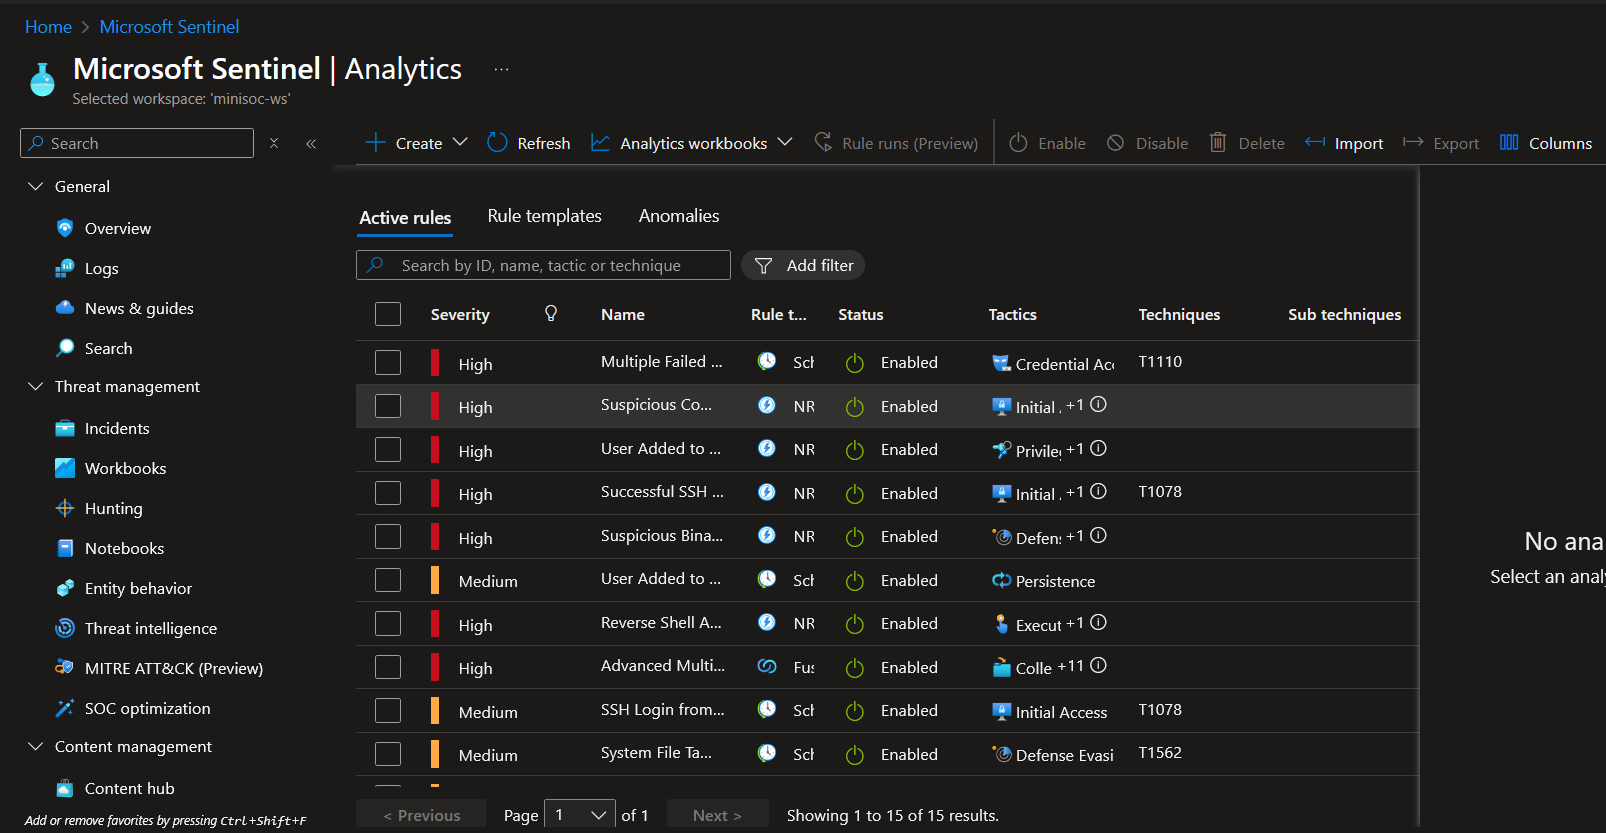 Home > Microsoft Sentinel
Microsoft Sentinel | Analytics ...
Selected workspace: 'minisoc-ws'
Search
Create Refresh Analytics workbooks Rule runs (Preview) Enable Disable Delete Import Export Columns
General
Overview
Logs
News & guides
Search
Threat management
Incidents
Workbooks
Hunting
Notebooks
Entity behavior
Threat intelligence
MITRE ATT&CK (Preview)
SOC optimization
Content management
Content hub
Add or remove favorites by pressing Ctrl+Shift+F
Active rules Rule templates Anomalies
Search by ID, name, tactic or technique Add filter
Severity Name Rule t... Status Tactics Techniques Sub techniques
High Multiple Failed ... Scl Enabled Credential Acc T1110
High Suspicious Co... NR Enabled Initial . +1
High User Added to ... NR Enabled Privile +1
High Successful SSH ... NR Enabled Initial . +1 T1078
High Suspicious Bina... NR Enabled Defen +1
Medium User Added to ... Scl Enabled Persistence
High Reverse Shell A... NR Enabled Execut +1
High Advanced Multi... Fus Enabled Colle +11
Medium SSH Login from... Scl Enabled Initial Access T1078
Medium System File Ta... Scl Enabled Defense Evasi T1562
< Previous Page 1 of 1 Next > Showing 1 to 15 of 15 results.
No ana
Select an analy